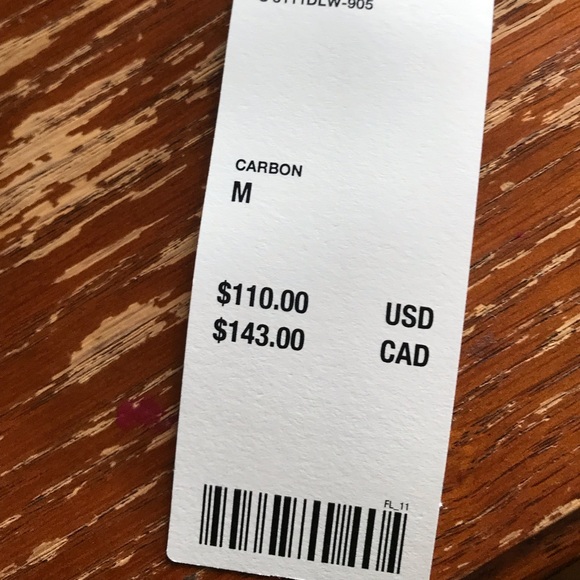 CARBON
M
$110.00 USD
$143.00 CAD
FL_11